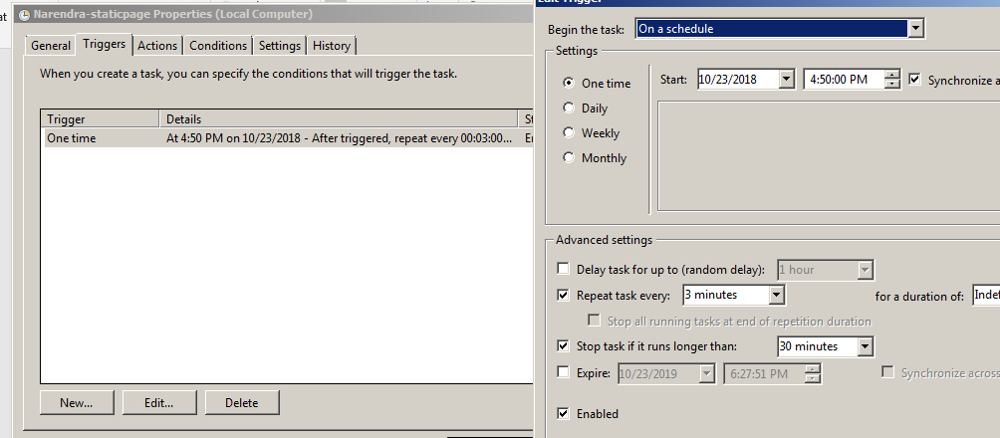 at
Narendra-staticpage Properties (Local Computer)
General Triggers Actions Conditions Settings History
When you create a task, you can specify the conditions that will trigger the task.
Trigger Details
One time At 4:50 PM on 10/23/2018 - After triggered, repeat every 00:03:00...
New... Edit... Delete
Edit Trigger
Begin the task: On a schedule
Settings
One time
Daily
Weekly
Monthly
Start: 10/23/2018 4:50:00 PM Synchronize a
Advanced settings
Delay task for up to (random delay): 1 hour
Repeat task every: 3 minutes for a duration of: Indef
Stop all running tasks at end of repetition duration
Stop task if it runs longer than: 30 minutes
Expire: 10/23/2019 6:27:51 PM Synchronize across
Enabled